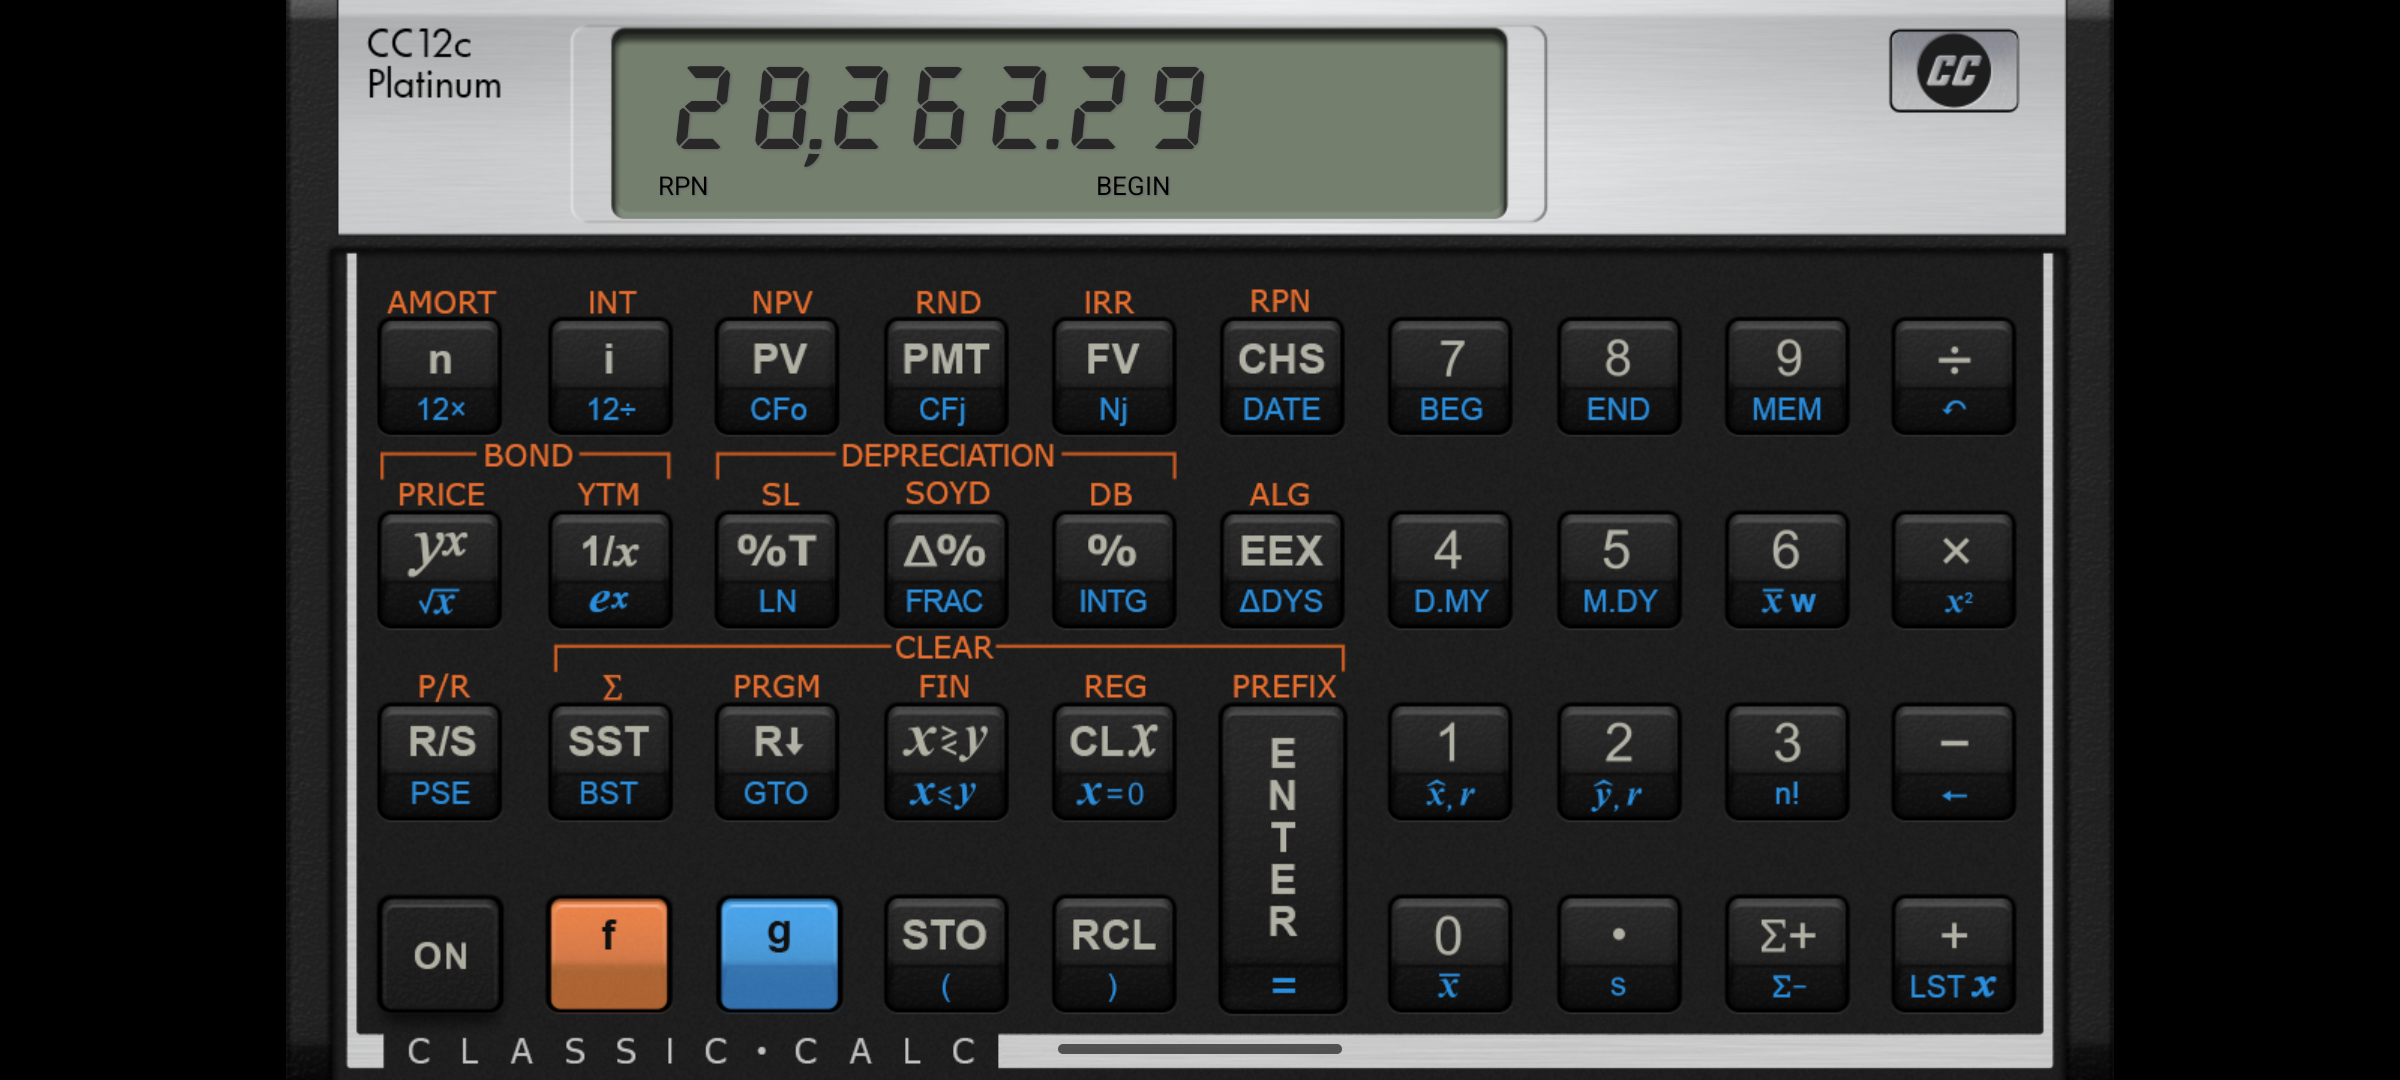 CC12c
Platinum
CC
28,262.29
RPN BEGIN
AMORT INT NPV RND IRR RPN
n i PV PMT FV CHS 7 8 9 ÷
12× 12÷ CFo CFj Nj DATE BEG END MEM ↶
BOND DEPRECIATION
PRICE YTM SL SOYD DB ALG
yx 1/x %T Δ% % EEX 4 5 6 ×
√x ex LN FRAC INTG ΔDYS D.MY M.DY x̅ w x²
CLEAR
P/R Σ PRGM FIN REG PREFIX
R/S SST R↓ x≷y CLX ENTER 1 2 3 −
PSE BST GTO x≤y x=0 x̂,r ŷ,r n! ←
ON f g STO RCL 0 • Σ+ +
( ) = x̅ s Σ− LST x
CLASSIC·CALC